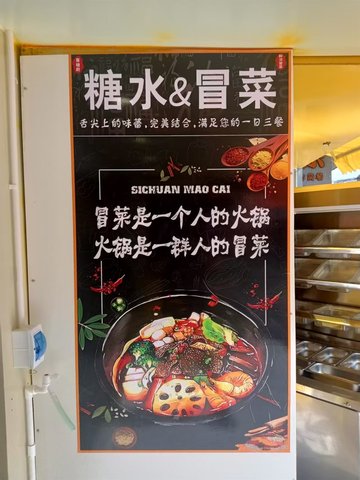 糖水&冒菜
舌尖上的味蕾，完美结合，满足您的一日三餐
SICHUAN MAO CAI
冒菜是一个人的火锅
火锅是一群人的冒菜